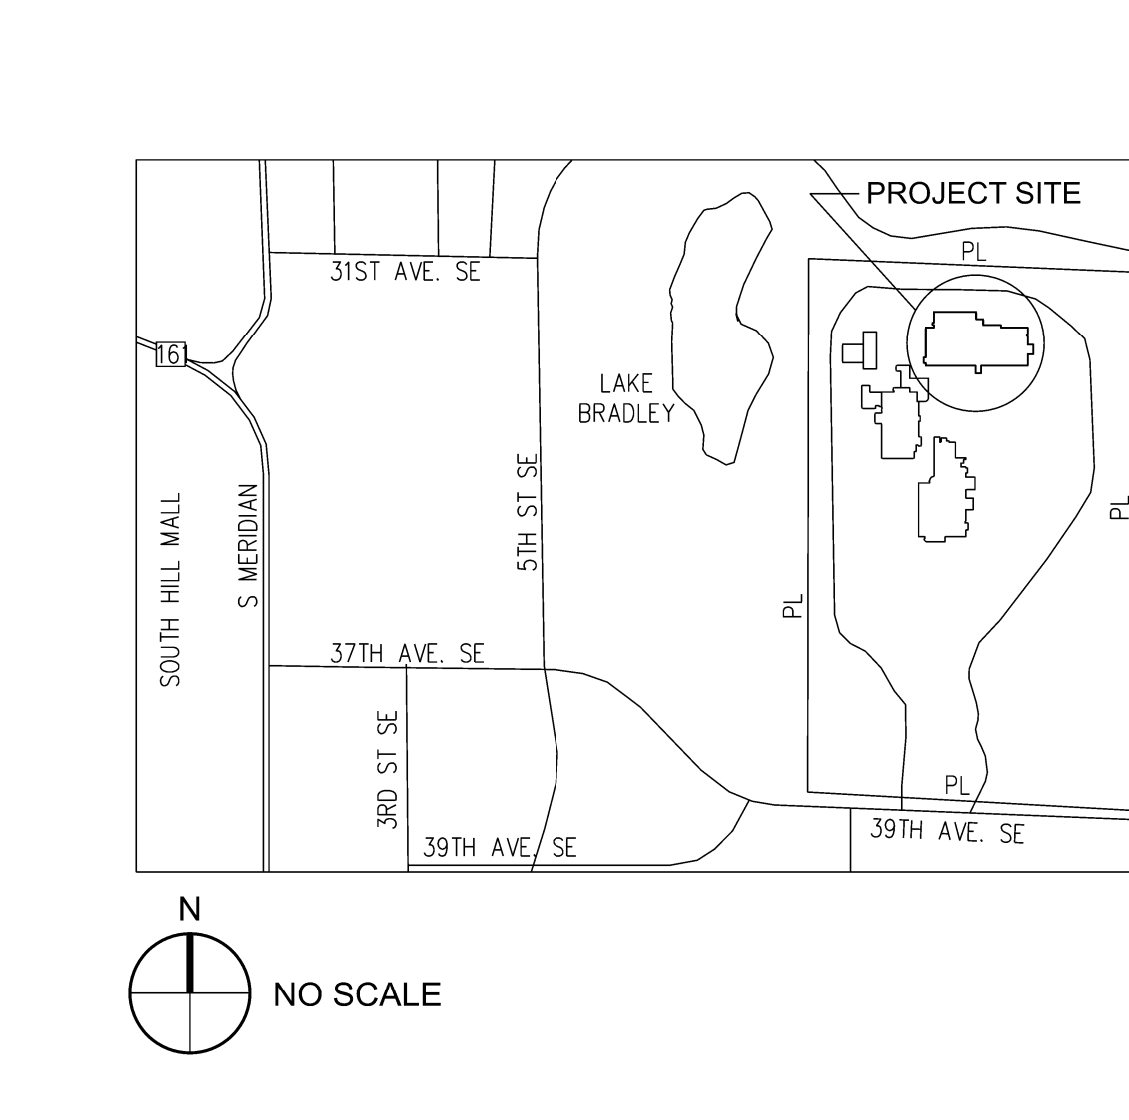 PROJECT SITE
PL
31ST AVE. SE
161
LAKE
BRADLEY
5TH ST SE
S MERIDIAN
SOUTH HILL MALL
PL
PL
37TH AVE. SE
3RD ST SE
PL
39TH AVE. SE
39TH AVE. SE
N
NO SCALE